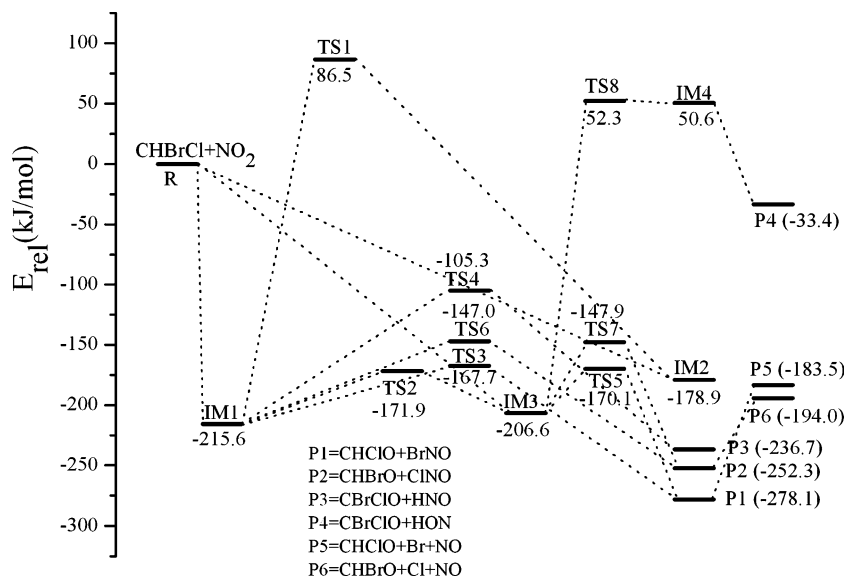 100
50
0
-50
-100
-150
-200
-250
-300
E_rel(kJ/mol)
TS1
86.5
TS8
52.3
IM4
50.6
CHBrCl+NO₂
R
P4 (-33.4)
-105.3
TS4
-147.0
TS6
TS3
-167.7
TS2
-171.9
-147.9
TS7
TS5
-170.1
IM2
-178.9
P5 (-183.5)
P6 (-194.0)
IM1
-215.6
IM3
-206.6
P3 (-236.7)
P2 (-252.3)
P1 (-278.1)
P1=CHClO+BrNO
P2=CHBrO+ClNO
P3=CBrClO+HNO
P4=CBrClO+HON
P5=CHClO+Br+NO
P6=CHBrO+Cl+NO